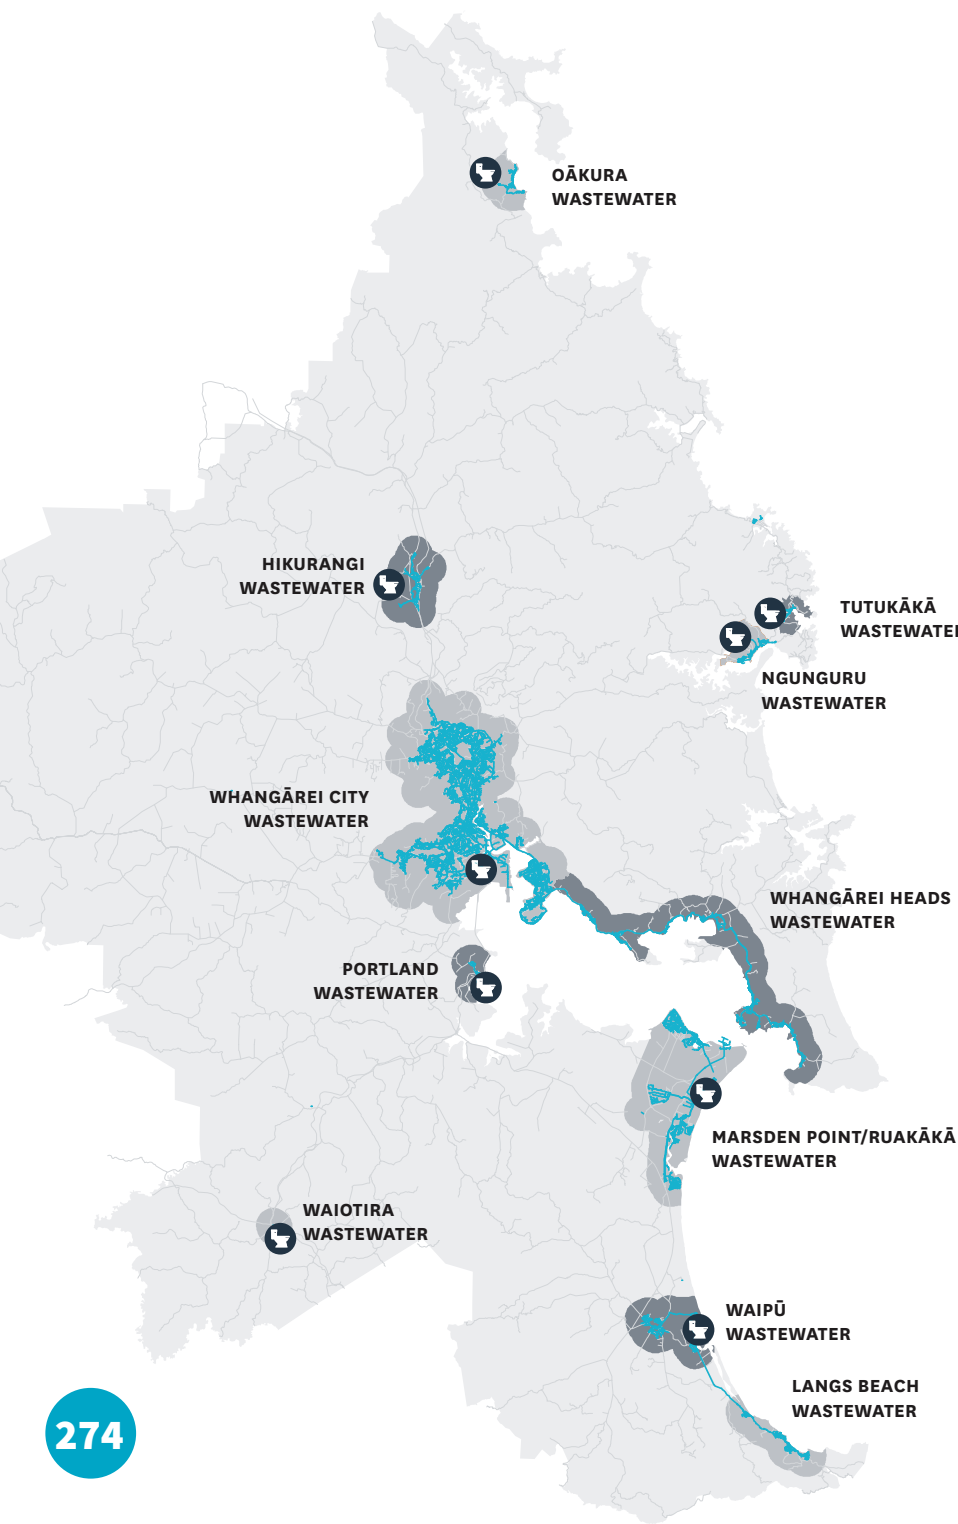 OĀKURA
WASTEWATER
HIKURANGI
WASTEWATER
TUTUKĀKĀ
WASTEWATER
NGUNGURU
WASTEWATER
WHANGĀREI CITY
WASTEWATER
WHANGĀREI HEADS
WASTEWATER
PORTLAND
WASTEWATER
MARSDEN POINT/RUAKĀKĀ
WASTEWATER
WAIOTIRA
WASTEWATER
WAIPŪ
WASTEWATER
LANGS BEACH
WASTEWATER
274